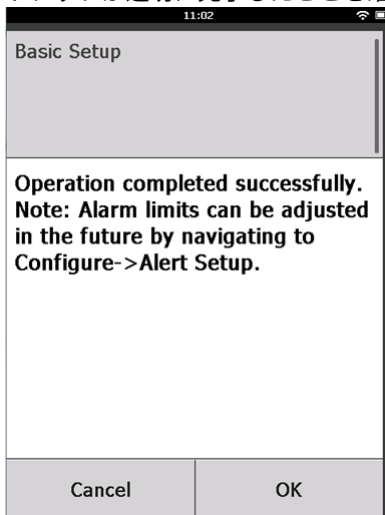 11:02
Basic Setup
Operation completed successfully.
Note: Alarm limits can be adjusted
in the future by navigating to
Configure->Alert Setup.
Cancel
OK